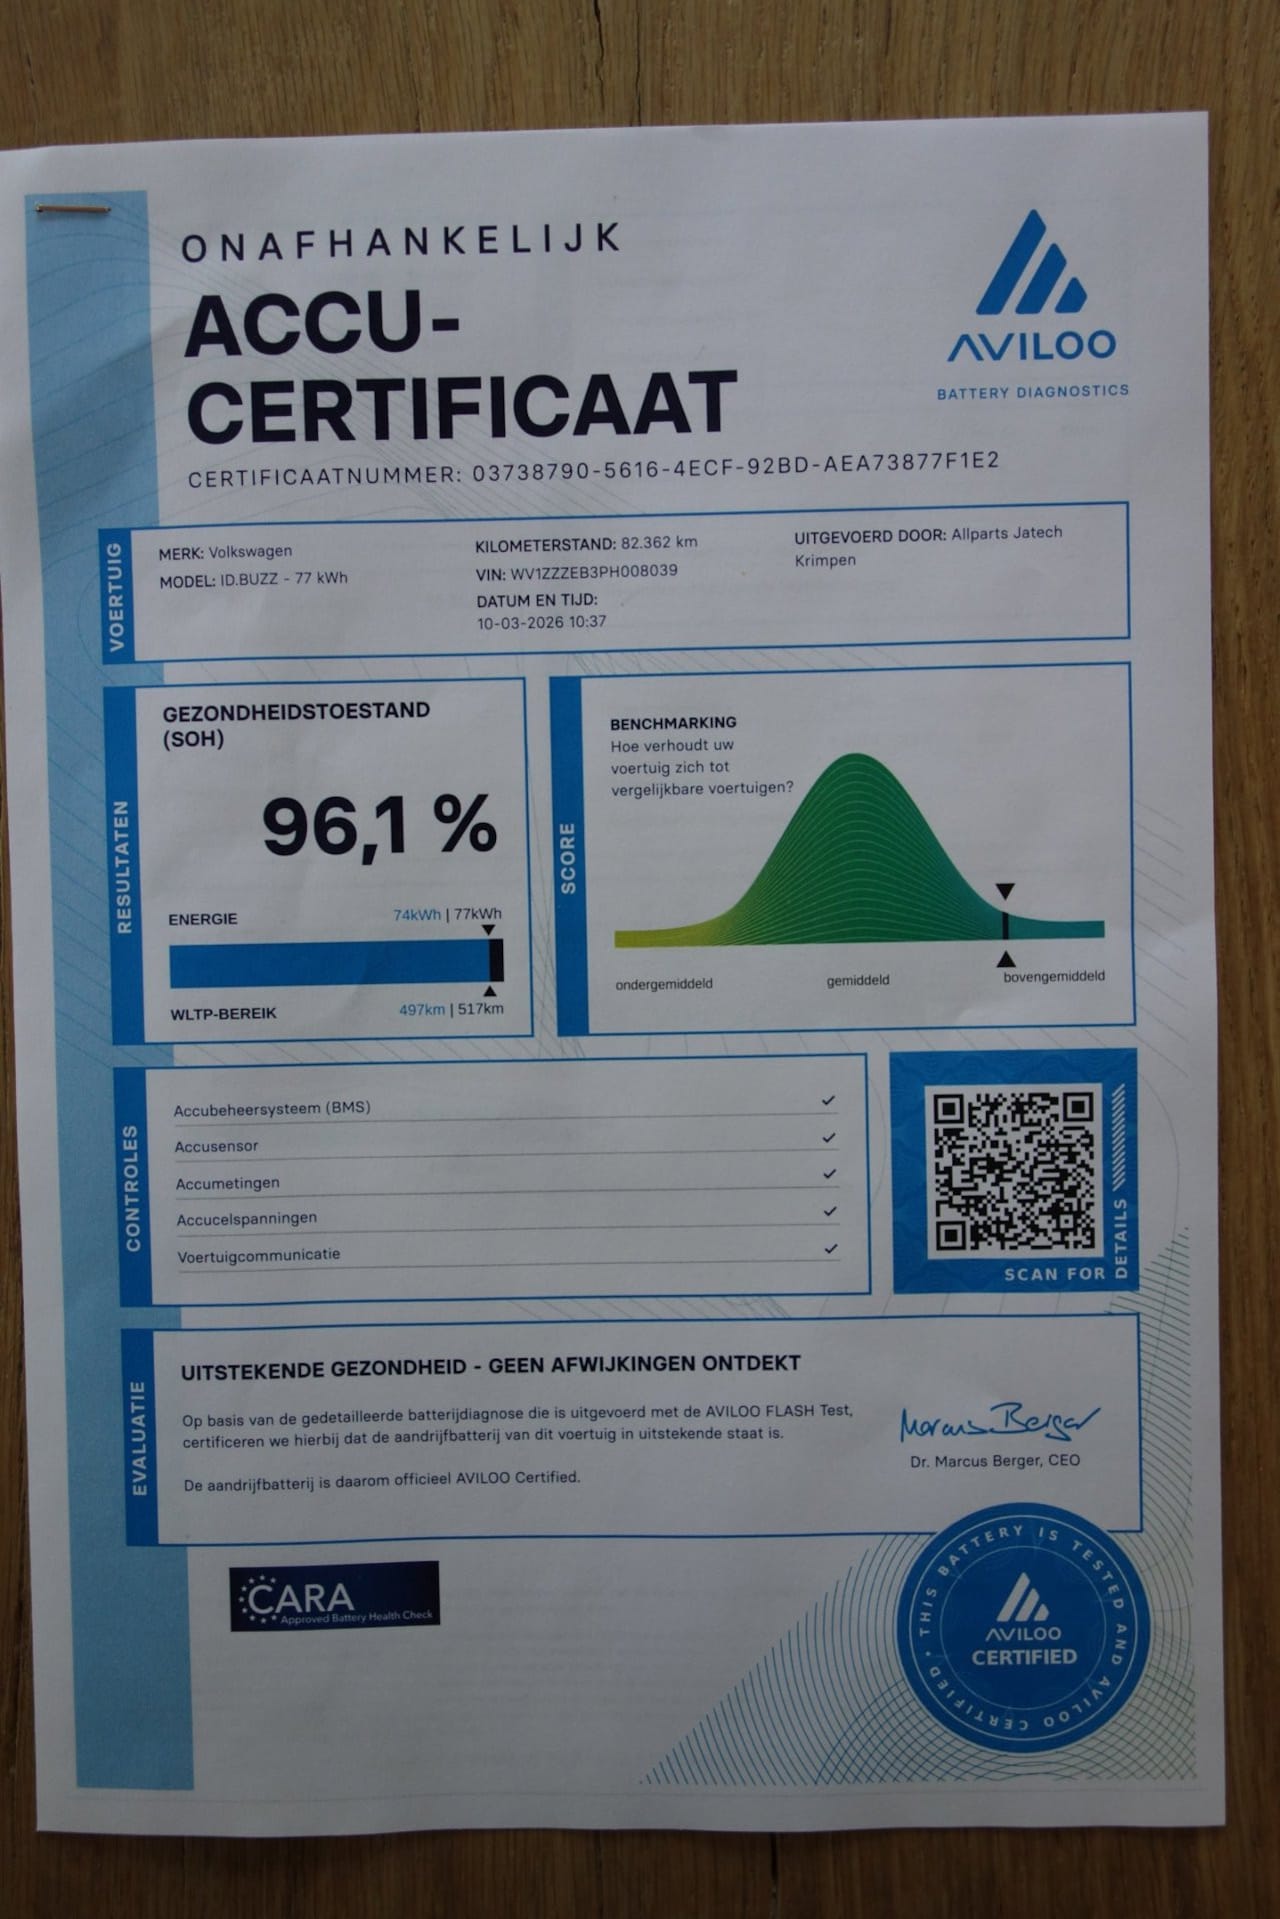 ONAFHANKELIJK
ACCU-
CERTIFICAAT
CERTIFICAATNUMMER: 03738790-5616-4ECF-92BD-AEA73877F1E2
AVILOO
BATTERY DIAGNOSTICS
VOERTUIG
MERK: Volkswagen
MODEL: ID.BUZZ - 77 kWh
KILOMETERSTAND: 82.362 km
VIN: WV1ZZZEB3PH008039
DATUM EN TIJD:
10-03-2026 10:37
UITGEVOERD DOOR: Allparts Jatech
Krimpen
RESULTATEN
GEZONDHEIDSTOESTAND
(SOH)
96,1 %
ENERGIE 74kWh | 77kWh
WLTP-BEREIK 497km | 517km
SCORE
BENCHMARKING
Hoe verhoudt uw
voertuig zich tot
vergelijkbare voertuigen?
ondergemiddeld gemiddeld bovengemiddeld
CONTROLES
Accubeheersysteem (BMS)
Accusensor
Accumetingen
Accucelspanningen
Voertuigcommunicatie
SCAN FOR DETAILS
EVALUATIE
UITSTEKENDE GEZONDHEID - GEEN AFWIJKINGEN ONTDEKT
Op basis van de gedetailleerde batterijdiagnose die is uitgevoerd met de AVILOO FLASH Test,
certificeren we hierbij dat de aandrijfbatterij van dit voertuig in uitstekende staat is.
De aandrijfbatterij is daarom officieel AVILOO Certified.
Marcus Berger
Dr. Marcus Berger, CEO
CARA
Approved Battery Health Check
THIS BATTERY IS TESTED AND AVILOO CERTIFIED
AVILOO
CERTIFIED